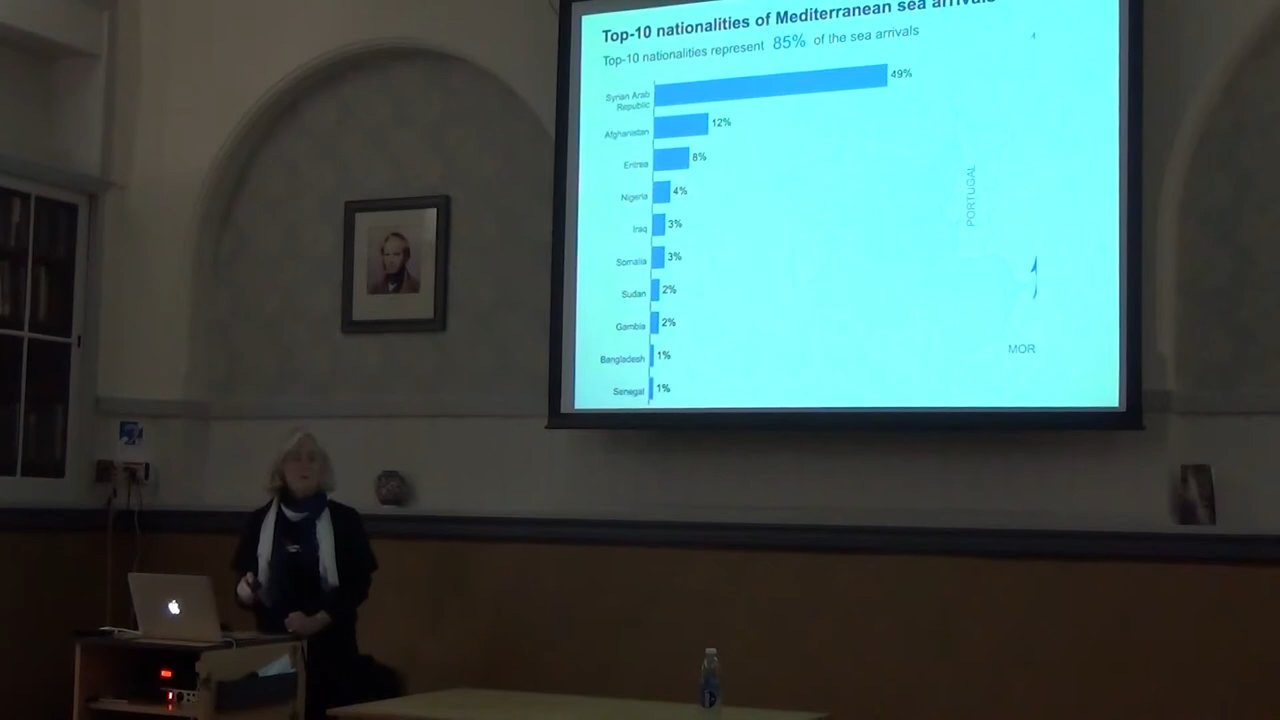 Top-10 nationalities of Mediterranean sea arrivals
Top-10 nationalities represent 85% of the sea arrivals
Syrian Arab
Republic
49%
Afghanistan
12%
Eritrea
8%
Nigeria
4%
Iraq
3%
Somalia
3%
Sudan
2%
Gambia
2%
Bangladesh
1%
Senegal
1%
PORTUGAL
MOR